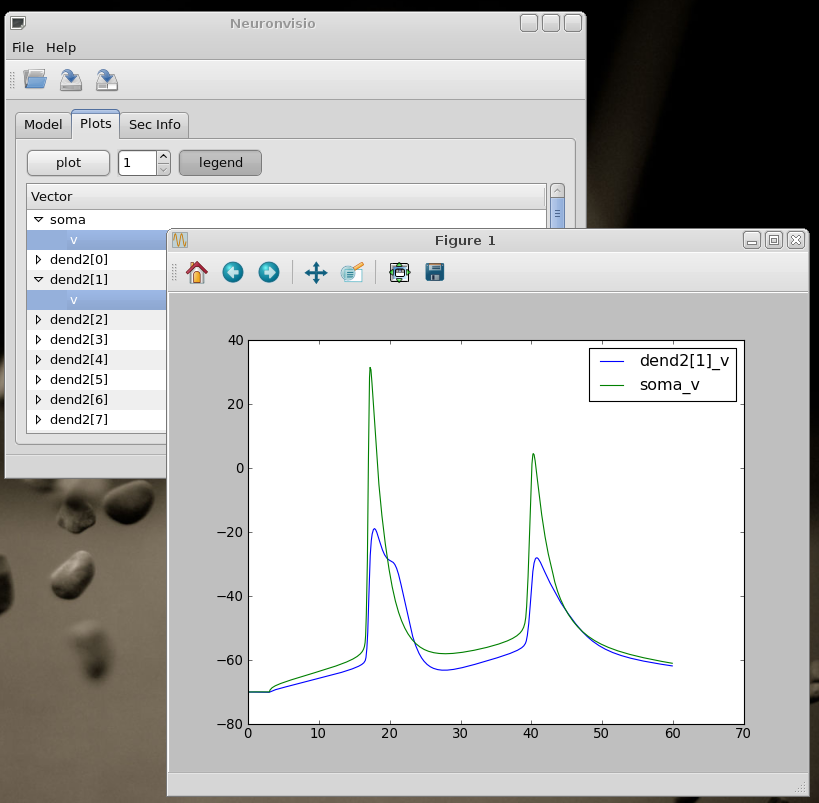 Neuronvisio
File Help
Model Plots Sec Info
plot 1 legend
Vector
soma
v
dend2[0]
dend2[1]
v
dend2[2]
dend2[3]
dend2[4]
dend2[5]
dend2[6]
dend2[7]
Figure 1
40
20
0
−20
−40
−60
−80
dend2[1]_v
soma_v
0 10 20 30 40 50 60 70